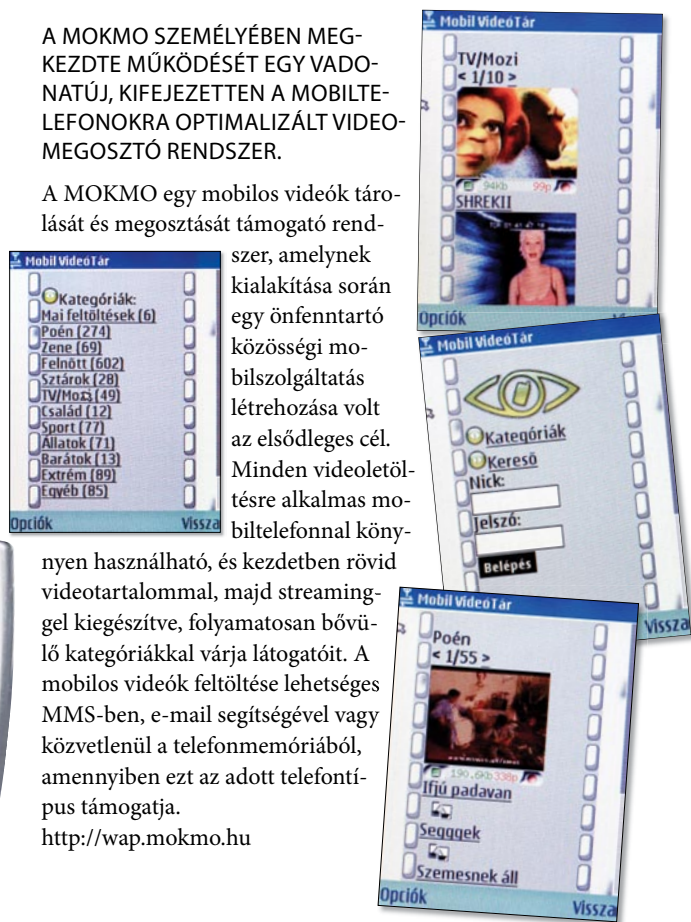 A MOKMO SZEMÉLYÉBEN MEG-
KEZDTE MŰKÖDÉSÉT EGY VADO-
NATÚJ, KIFEJEZETTEN A MOBILTE-
LEFONOKRA OPTIMALIZÁLT VIDEO-
MEGOSZTÓ RENDSZER.
A MOKMO egy mobilos videók táro-
lását és megosztását támogató rend-
szer, amelynek
kialakítása során
egy önfenntartó
közösségi mo-
bilszolgáltatás
létrehozása volt
az elsődleges cél.
Minden videoletöl-
tésre alkalmas mo-
biltelefonnal köny-
nyen használható, és kezdetben rövid
videotartalommal, majd streaming-
gel kiegészítve, folyamatosan bővü-
lő kategóriákkal várja látogatóit. A
mobilos videók feltöltése lehetséges
MMS-ben, e-mail segítségével vagy
közvetlenül a telefonmemóriából,
amennyiben ezt az adott telefontí-
pus támogatja.
http://wap.mokmo.hu
Mobil VideóTár
Kategóriák:
Mai feltöltések (6)
Poén (274)
Zene (69)
Felnőtt (602)
Sztárok (28)
TV/Mozi (49)
Család (12)
Sport (77)
Állatok (71)
Barátok (13)
Extrém (89)
Egyéb (85)
Opciók Vissza
Mobil VideóTár
TV/Mozi
< 1/10 >
94Kb 99p
SHREKII
Opciók
Mobil VideóTár
Kategóriák
Kereső
Nick:
Jelszó:
Belépés
Vissza
Mobil VideóTár
Poén
< 1/55 >
190.6Kb 338p
Ifjú padavan
Segggek
Szemesnek áll
Opciók Vissza